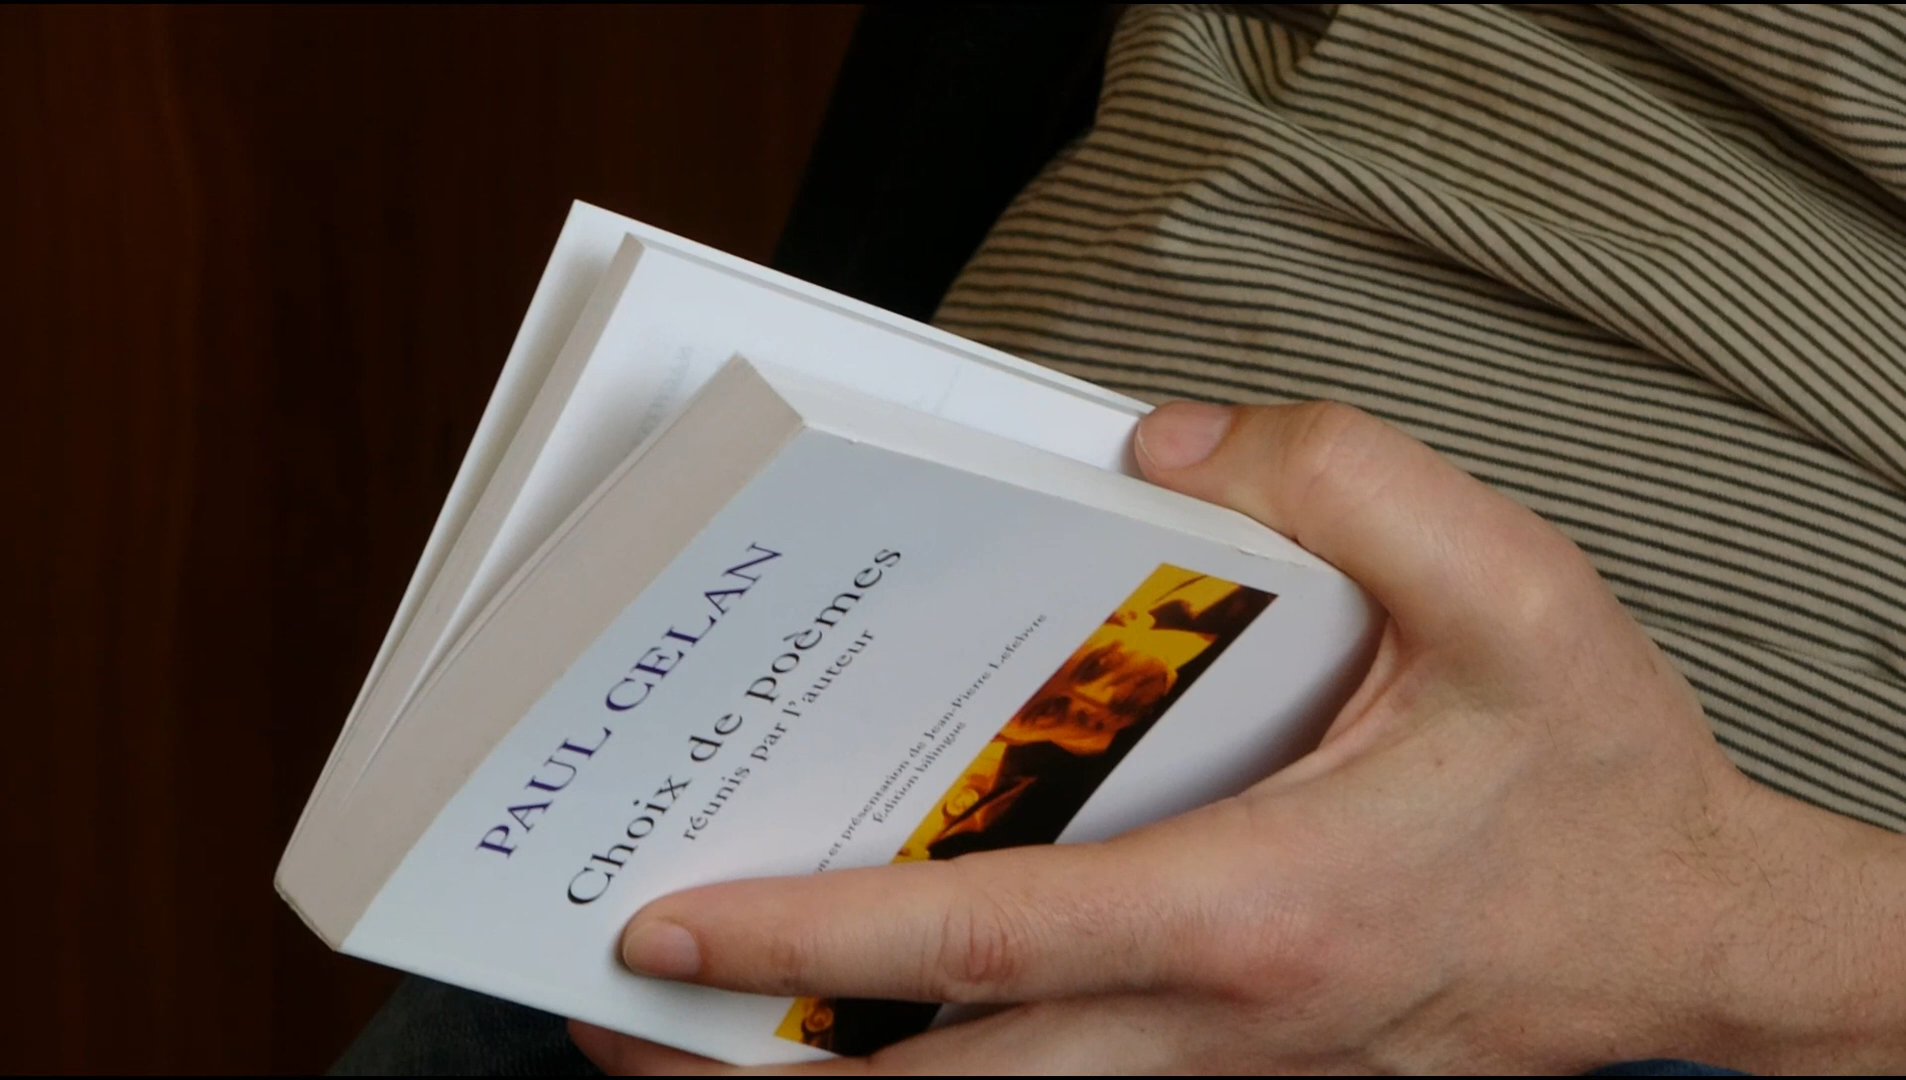 PAUL CELAN
Choix de poèmes
réunis par l'auteur
et présentation de Jean-Pierre Lefebvre
Édition bilingue